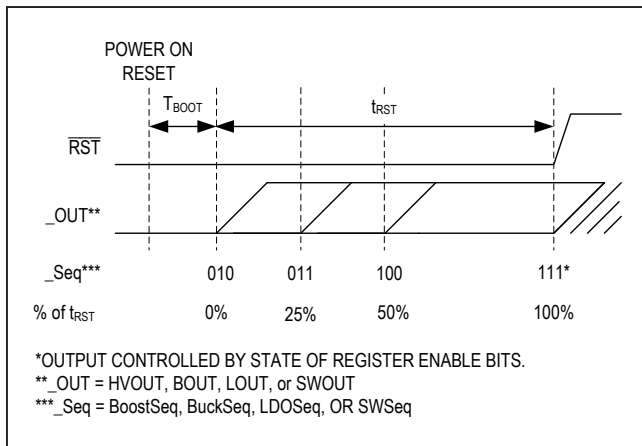 POWER ON
RESET
TBOOT
tRST
RST
_OUT**
_Seq*** 010 011 100 111*
% of tRST 0% 25% 50% 100%
*OUTPUT CONTROLLED BY STATE OF REGISTER ENABLE BITS.
**_OUT = HVOUT, BOUT, LOUT, or SWOUT
***_Seq = BoostSeq, BuckSeq, LDOSeq, OR SWSeq